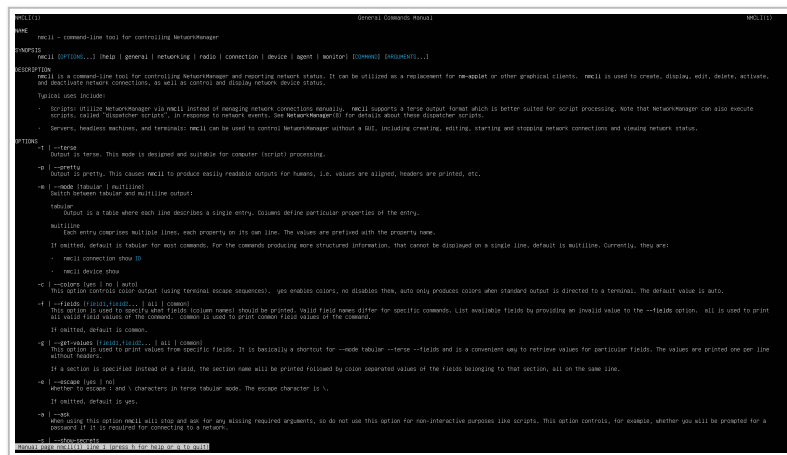 NMCLI(1) General Commands Manual NMCLI(1)
NAME
nmcli - command-line tool for controlling NetworkManager
SYNOPSIS
nmcli [OPTIONS...] {help | general | networking | radio | connection | device | agent | monitor} [COMMAND] [ARGUMENTS...]
DESCRIPTION
nmcli is a command-line tool for controlling NetworkManager and reporting network status. It can be utilized as a replacement for nm-applet or other graphical clients. nmcli is used to create, display, edit, delete, activate,
and deactivate network connections, as well as control and display network device status.
Typical uses include:
· Scripts: Utilize NetworkManager via nmcli instead of managing network connections manually. nmcli supports a terse output format which is better suited for script processing. Note that NetworkManager can also execute
scripts, called "dispatcher scripts", in response to network events. See NetworkManager(8) for details about these dispatcher scripts.
· Servers, headless machines, and terminals: nmcli can be used to control NetworkManager without a GUI, including creating, editing, starting and stopping network connections and viewing network status.
OPTIONS
-t | --terse
Output is terse. This mode is designed and suitable for computer (script) processing.
-p | --pretty
Output is pretty. This causes nmcli to produce easily readable outputs for humans, i.e. values are aligned, headers are printed, etc.
-m | --mode {tabular | multiline}
Switch between tabular and multiline output:
tabular
Output is a table where each line describes a single entry. Columns define particular properties of the entry.
multiline
Each entry comprises multiple lines, each property on its own line. The values are prefixed with the property name.
If omitted, default is tabular for most commands. For the commands producing more structured information, that cannot be displayed on a single line, default is multiline. Currently, they are:
· nmcli connection show ID
· nmcli device show
-c | --colors {yes | no | auto}
This option controls color output (using terminal escape sequences). yes enables colors, no disables them, auto only produces colors when standard output is directed to a terminal. The default value is auto.
-f | --fields {field1,field2... | all | common}
This option is used to specify what fields (column names) should be printed. Valid field names differ for specific commands. List available fields by providing an invalid value to the --fields option. all is used to print
all valid field values of the command. common is used to print common field values of the command.
If omitted, default is common.
-g | --get-values {field1,field2... | all | common}
This option is used to print values from specific fields. It is basically a shortcut for --mode tabular --terse --fields and is a convenient way to retrieve values for particular fields. The values are printed one per line
without headers.
If a section is specified instead of a field, the section name will be printed followed by colon separated values of the fields belonging to that section, all on the same line.
-e | --escape {yes | no}
Whether to escape : and \ characters in terse tabular mode. The escape character is \.
If omitted, default is yes.
-a | --ask
When using this option nmcli will stop and ask for any missing required arguments, so do not use this option for non-interactive purposes like scripts. This option controls, for example, whether you will be prompted for a
password if it is required for connecting to a network.
-s | --show-secrets
Manual page nmcli(1) line 1 (press h for help or q to quit)